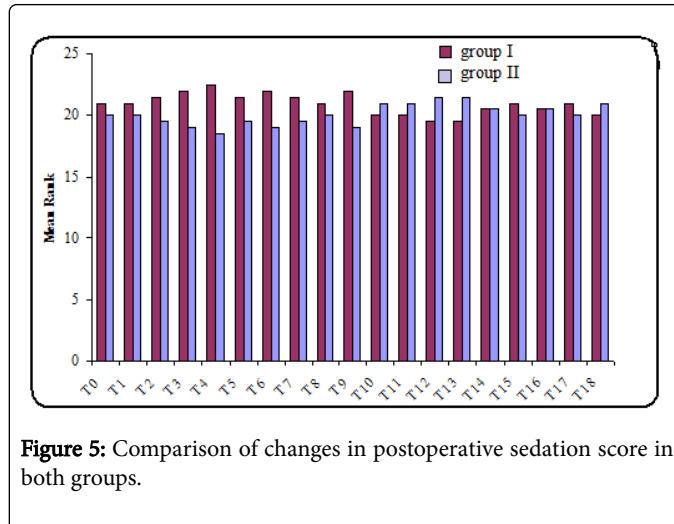 25
20
15
10
5
0
Mean Rank
group I
group II
T0 T1 T2 T3 T4 T5 T6 T7 T8 T9 T10 T11 T12 T13 T14 T15 T16 T17 T18
Figure 5: Comparison of changes in postoperative sedation score in
both groups.